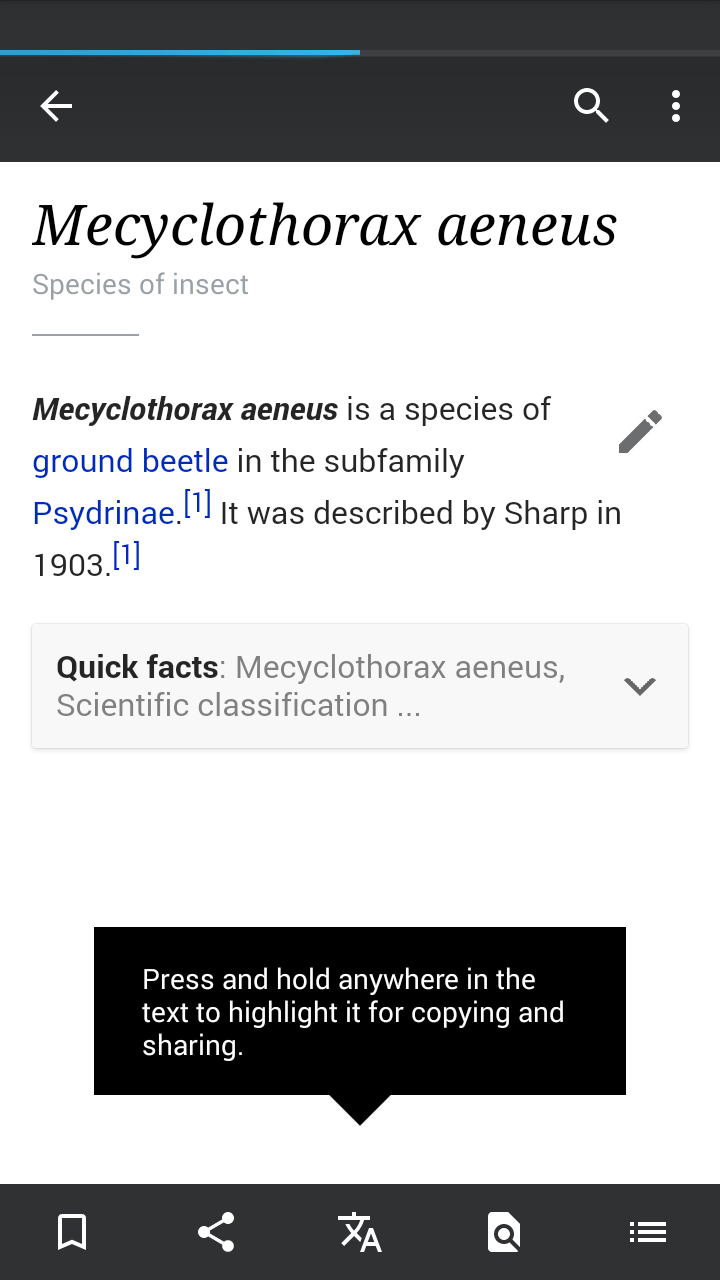 Mecyclothorax aeneus
Species of insect
Mecyclothorax aeneus is a species of
ground beetle in the subfamily
Psydrinae.[1] It was described by Sharp in
1903.[1]
Quick facts: Mecyclothorax aeneus,
Scientific classification ...
Press and hold anywhere in the
text to highlight it for copying and
sharing.